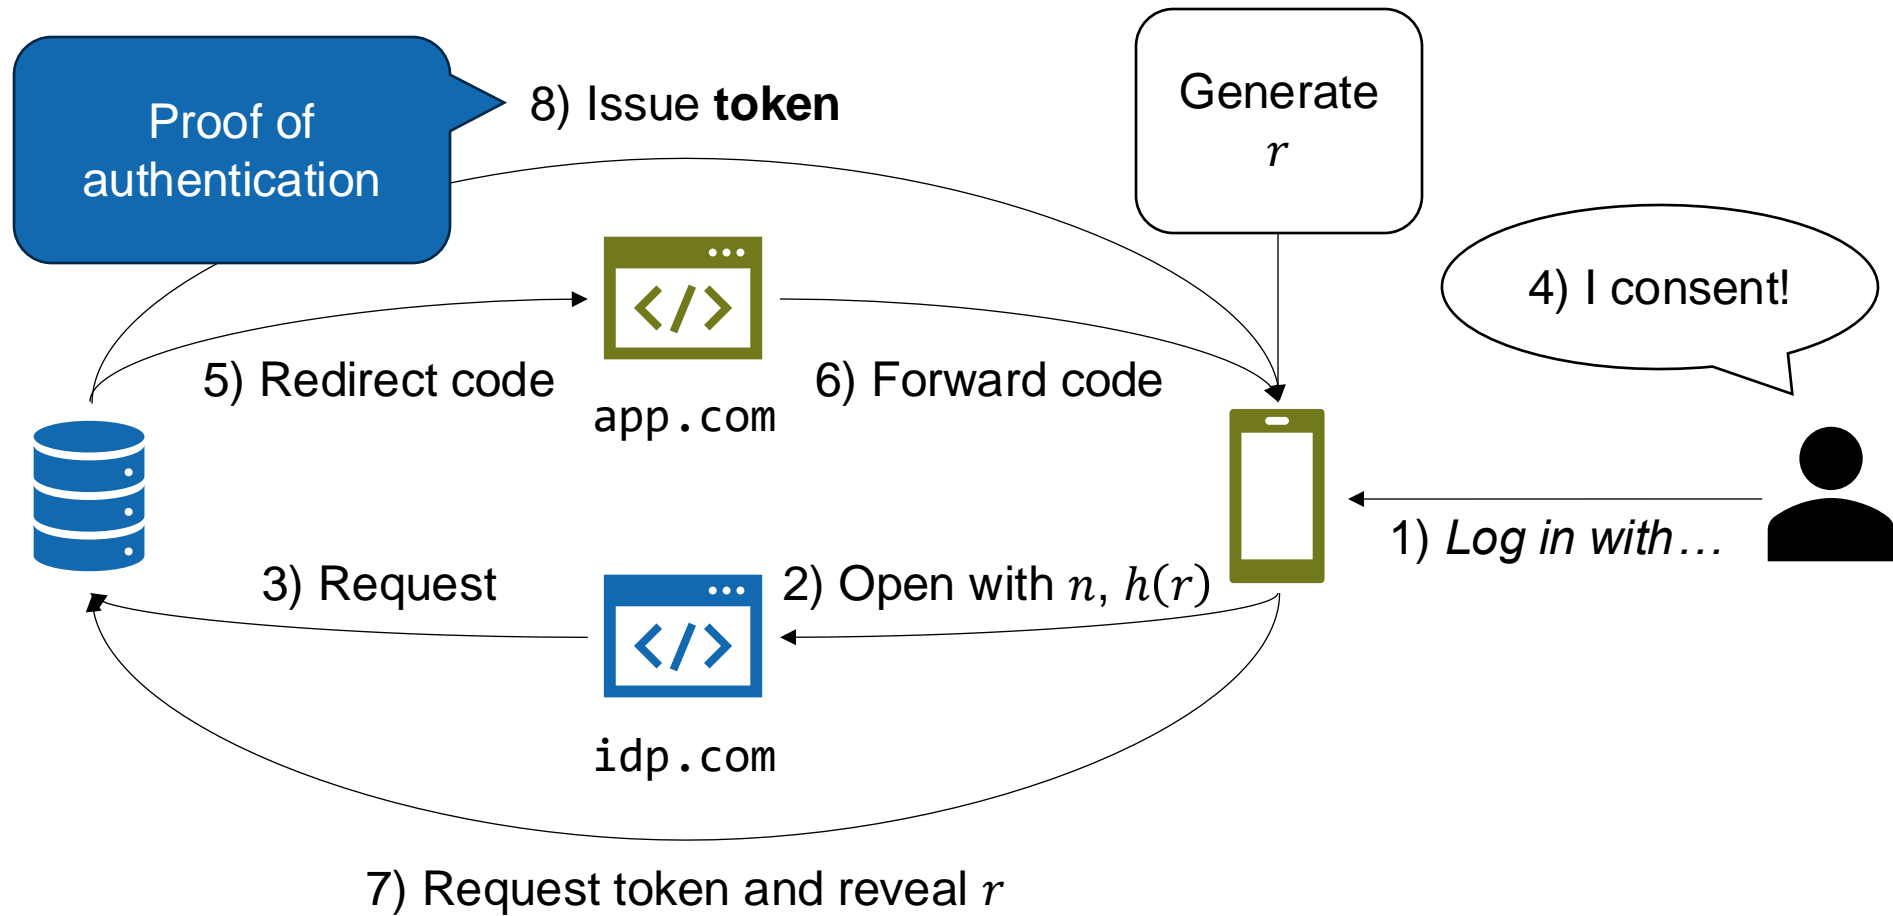 Proof of
authentication
8) Issue token
Generate
r
4) I consent!
5) Redirect code
6) Forward code
app.com
1) Log in with…
3) Request
2) Open with n, h(r)
idp.com
7) Request token and reveal r